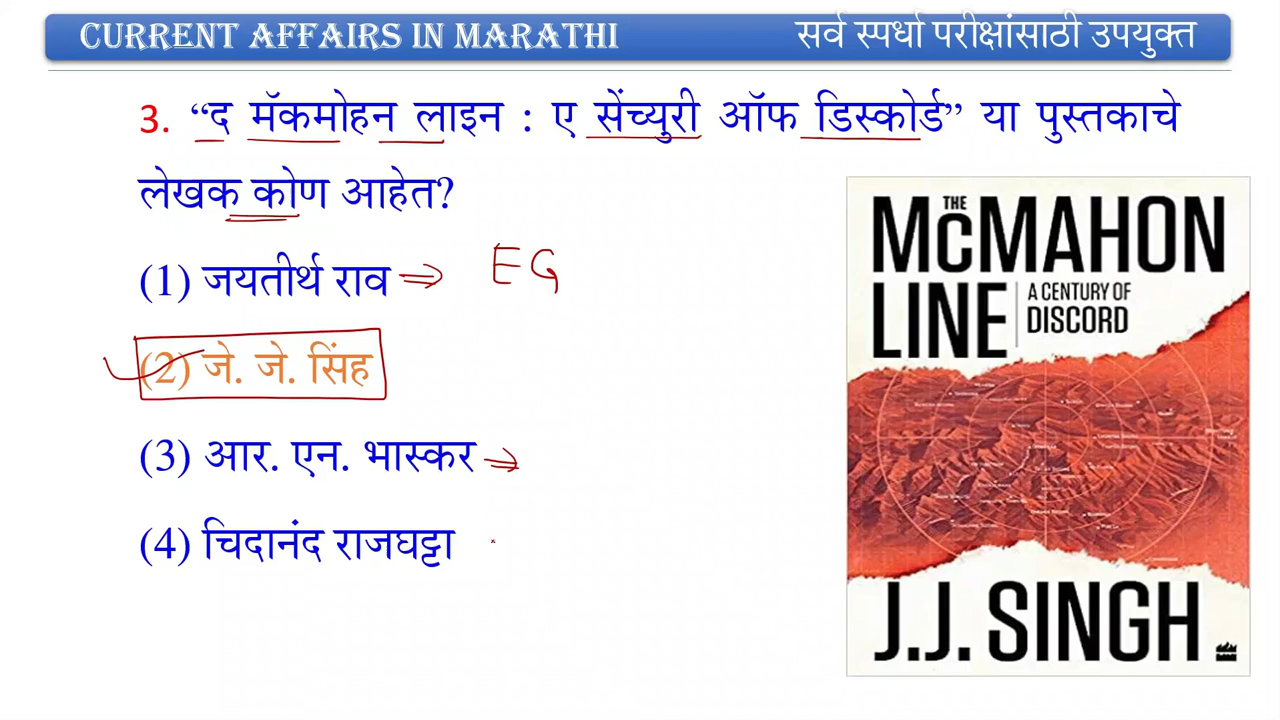 CURRENT AFFAIRS IN MARATHI
सर्व स्पर्धा परीक्षांसाठी उपयुक्त
3. “द मॅकमोहन लाइन : ए सेंच्युरी ऑफ डिस्कोर्ड” या पुस्तकाचे
लेखक कोण आहेत?
(1) जयतीर्थ राव ⇒ EG
(2) जे. जे. सिंह
(3) आर. एन. भास्कर ⇒
(4) चिदानंद राजघट्टा
THE
McMAHON
LINE
A CENTURY OF
DISCORD
J.J. SINGH